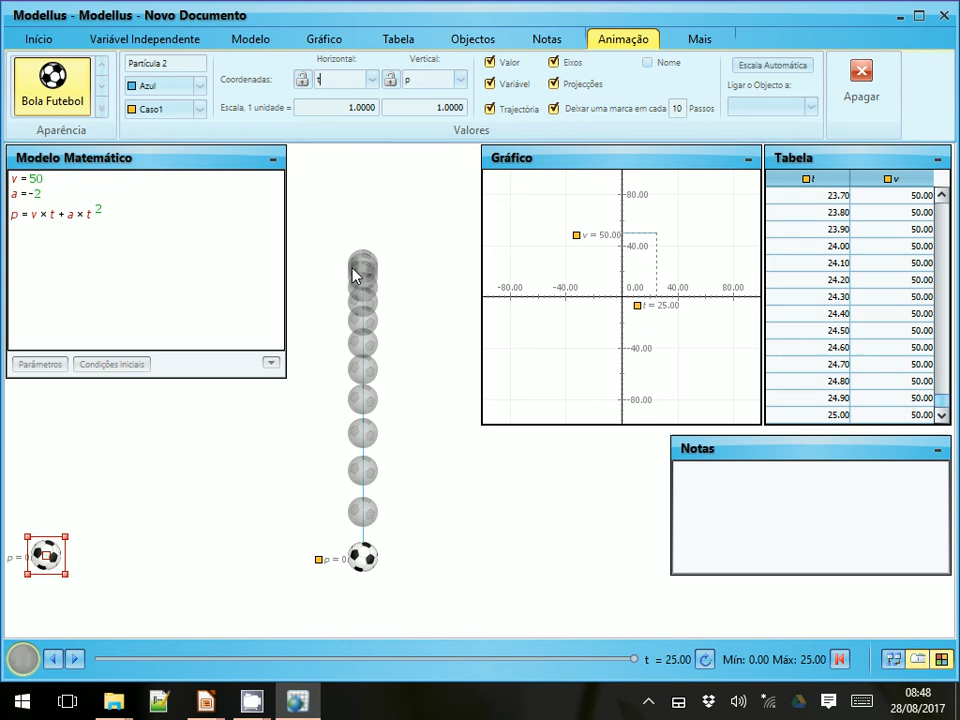 Modellus - Modellus - Novo Documento
Início
Variável Independente
Modelo
Gráfico
Tabela
Objectos
Notas
Animação
Mais
Bola Futebol
Aparência
Partícula 2
Azul
Caso1
Coordenadas:
Horizontal:
t
Vertical:
p
Escala, 1 unidade =
1.0000
1.0000
Valor
Variável
Trajetória
Eixos
Projecções
Deixar uma marca em cada 10 Passos
Nome
Valores
Escala Automática
Ligar o Objecto a:
Apagar
Modelo Matemático
v = 50
a = -2
p = v × t + a × t 2
Parâmetros
Condições Iniciais
Gráfico
80.00
v = 50.00
40.00
-80.00
-40.00
0.00
40.00
80.00
t = 25.00
-40.00
-80.00
Tabela
t v
23.70 50.00
23.80 50.00
23.90 50.00
24.00 50.00
24.10 50.00
24.20 50.00
24.30 50.00
24.40 50.00
24.50 50.00
24.60 50.00
24.70 50.00
24.80 50.00
24.90 50.00
25.00 50.00
Notas
p = 0
p = 0
t = 25.00
Mín: 0.00 Máx: 25.00
08:48
28/08/2017